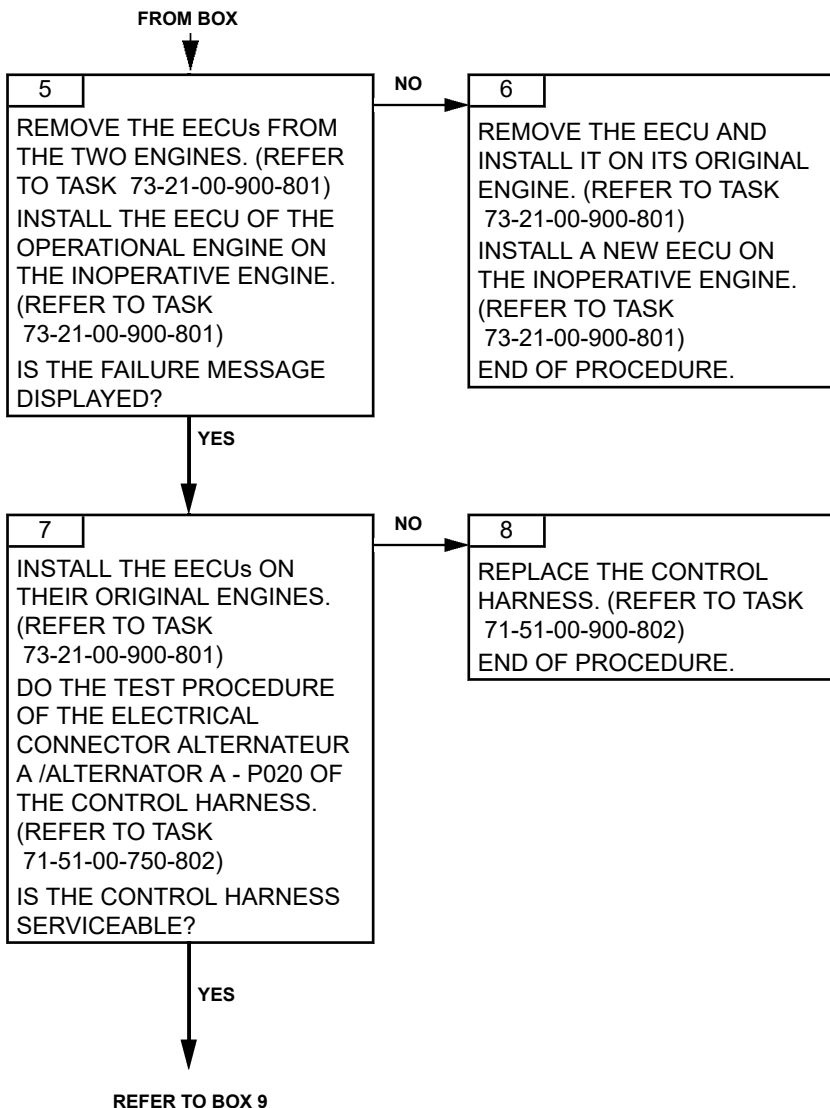 FROM BOX
5
REMOVE THE EECUs FROM
THE TWO ENGINES. (REFER
TO TASK 73-21-00-900-801)
INSTALL THE EECU OF THE
OPERATIONAL ENGINE ON
THE INOPERATIVE ENGINE.
(REFER TO TASK
73-21-00-900-801)
IS THE FAILURE MESSAGE
DISPLAYED?
NO
6
REMOVE THE EECU AND
INSTALL IT ON ITS ORIGINAL
ENGINE. (REFER TO TASK
73-21-00-900-801)
INSTALL A NEW EECU ON
THE INOPERATIVE ENGINE.
(REFER TO TASK
73-21-00-900-801)
END OF PROCEDURE.
YES
7
INSTALL THE EECUs ON
THEIR ORIGINAL ENGINES.
(REFER TO TASK
73-21-00-900-801)
DO THE TEST PROCEDURE
OF THE ELECTRICAL
CONNECTOR ALTERNATEUR
A /ALTERNATOR A - P020 OF
THE CONTROL HARNESS.
(REFER TO TASK
71-51-00-750-802)
IS THE CONTROL HARNESS
SERVICEABLE?
NO
8
REPLACE THE CONTROL
HARNESS. (REFER TO TASK
71-51-00-900-802)
END OF PROCEDURE.
YES
REFER TO BOX 9